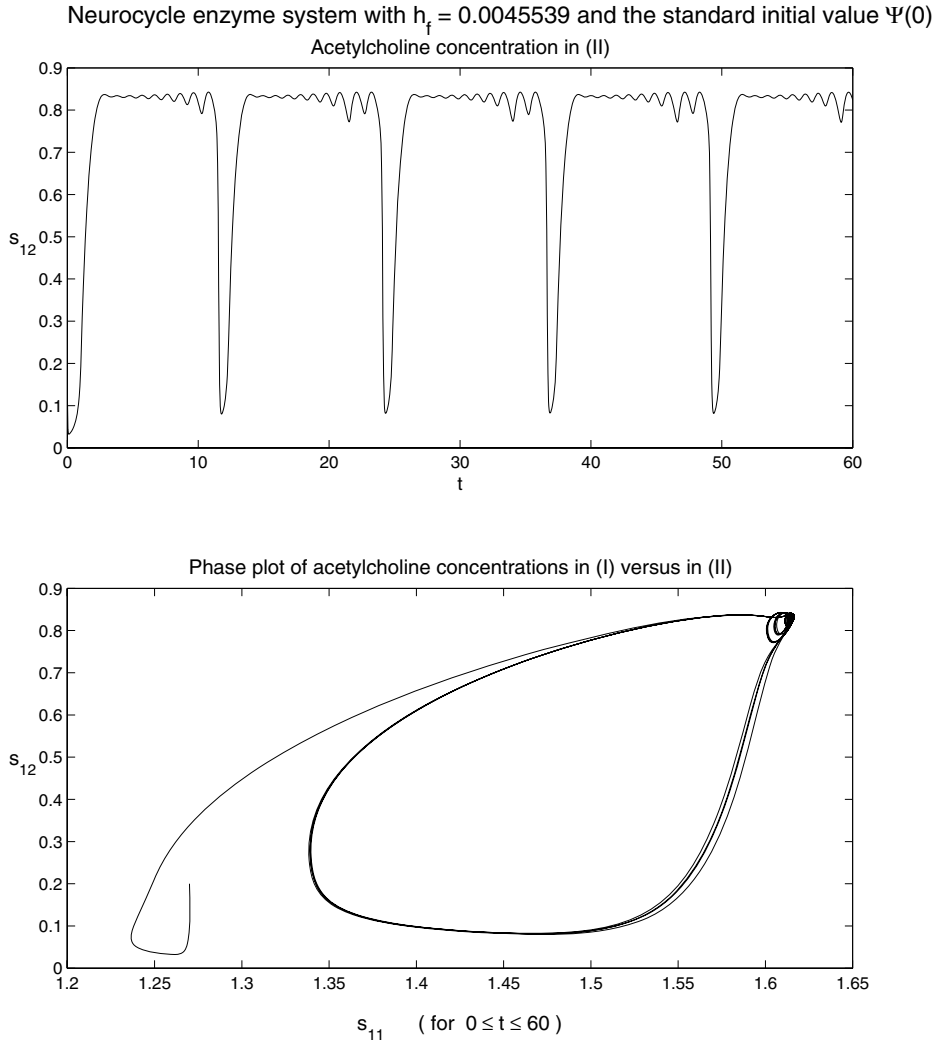 Neurocycle enzyme system with h_f = 0.0045539 and the standard initial value Ψ(0)
Acetylcholine concentration in (II)
0.9
0.8
0.7
0.6
0.5
s_12
0.4
0.3
0.2
0.1
0
0 10 20 30 40 50 60
t
Phase plot of acetylcholine concentrations in (I) versus in (II)
0.9
0.8
0.7
0.6
0.5
s_12
0.4
0.3
0.2
0.1
0
1.2 1.25 1.3 1.35 1.4 1.45 1.5 1.55 1.6 1.65
s_11 ( for 0 ≤ t ≤ 60 )